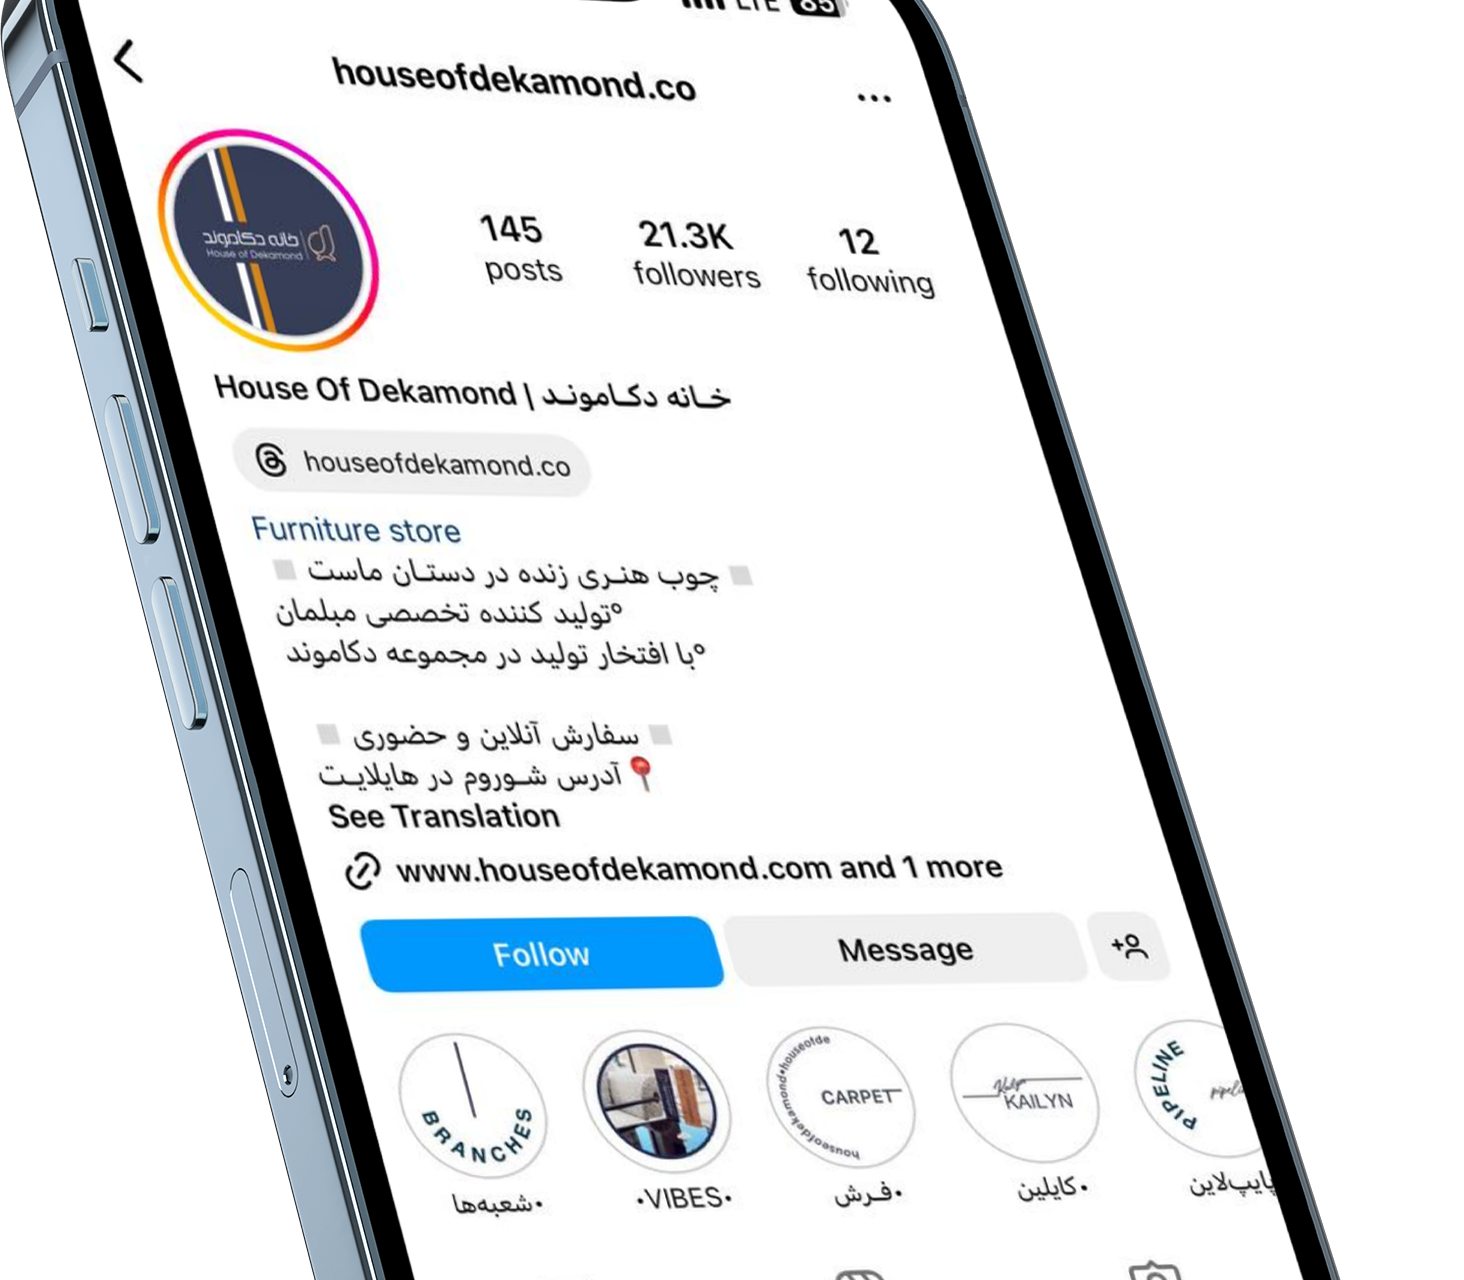 LTE 85
houseofdekamond.co
خانه دکاموند
House of Dekamond
145 posts
21.3K followers
12 following
House Of Dekamond | خـانه دکـاموند
houseofdekamond.co
Furniture store
چوب هنـری زنده در دستـان ماست
°تولید کننده تخصصی مبلمان
°با افتخار تولید در مجموعه دکاموند
سفارش آنلاین و حضوری
آدرس شـوروم در هایلایـت
See Translation
www.houseofdekamond.com and 1 more
Follow
Message
BRANCHES
houseofdekamond•houseofde
CARPET
Kailyn
KAILYN
PIPELINE
•شعبه‌ها
•VIBES•
•فـرش
•کایلین
پایپ‌لاین